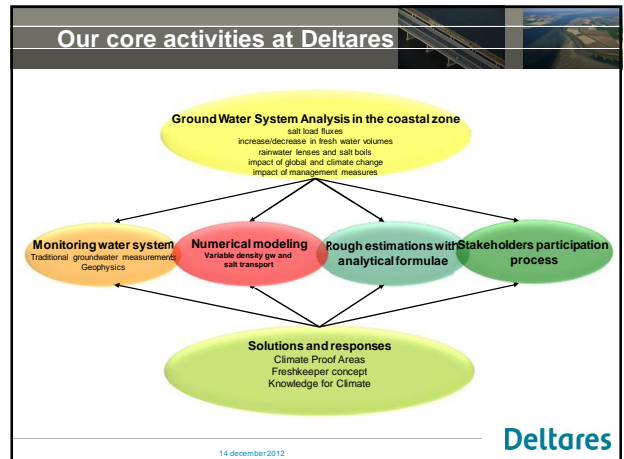 Our core activities at Deltares
Ground Water System Analysis in the coastal zone
salt load fluxes
increase/decrease in fresh water volumes
rainwater lenses and salt boils
impact of global and climate change
impact of management measures
Monitoring water system
Traditional groundwater measurements
Geophysics
Numerical modeling
Variable density gw and
salt transport
Rough estimations with
analytical formulae
Stakeholders participation
process
Solutions and responses
Climate Proof Areas
Freshkeeper concept
Knowledge for Climate
14 december 2012
Deltares